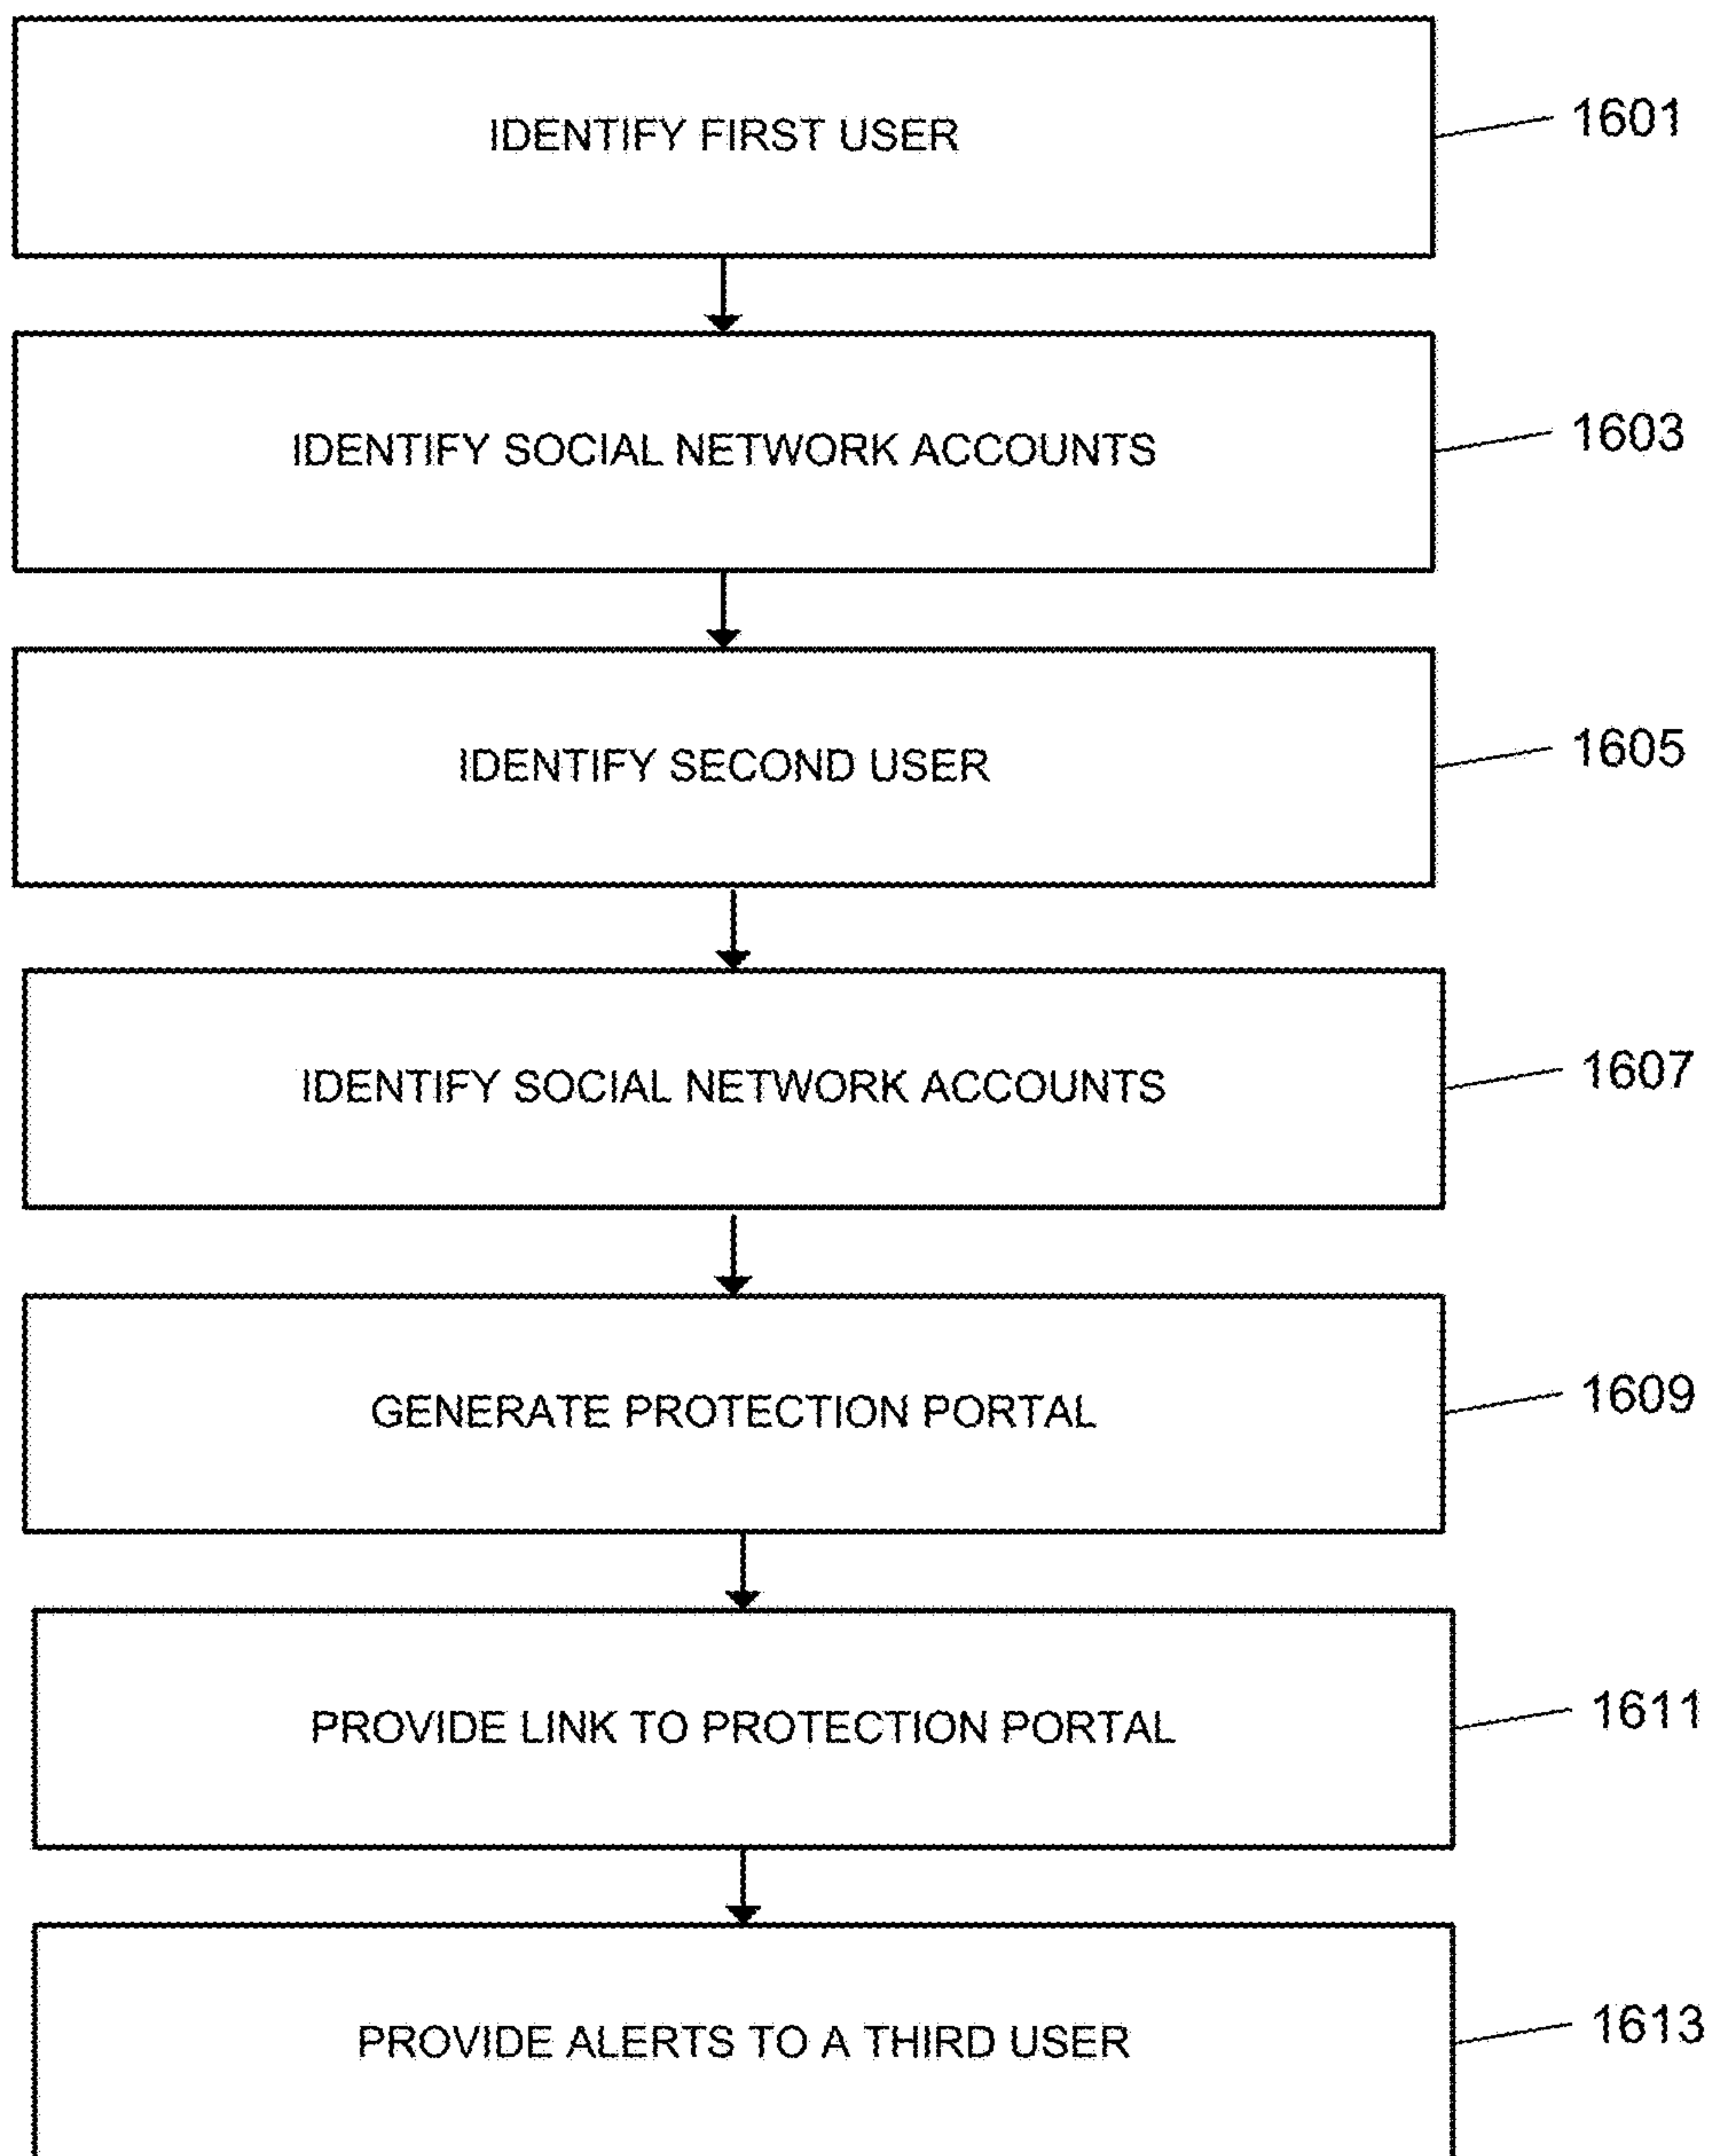 IDENTIFY FIRST USER
1601
IDENTIFY SOCIAL NETWORK ACCOUNTS
1603
IDENTIFY SECOND USER
1605
IDENTIFY SOCIAL NETWORK ACCOUNTS
1607
GENERATE PROTECTION PORTAL
1609
PROVIDE LINK TO PROTECTION PORTAL
1611
PROVIDE ALERTS TO A THIRD USER
1613